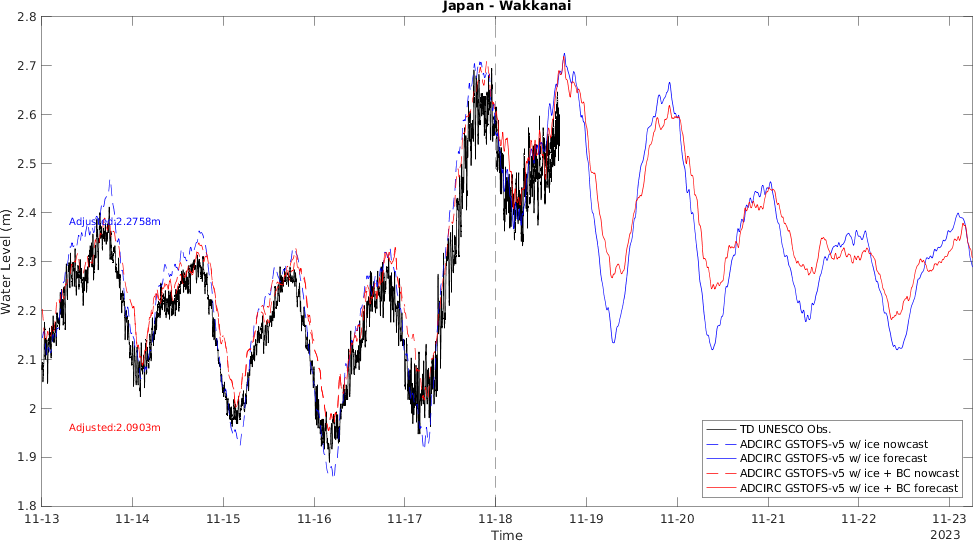 Japan - Wakkanai
2.8
2.7
2.6
2.5
2.4
2.3
2.2
2.1
2
1.9
1.8
Water Level (m)
Adjusted:2.2758m
Adjusted:2.0903m
TD UNESCO Obs.
ADCIRC GSTOFS-v5 w/ ice nowcast
ADCIRC GSTOFS-v5 w/ ice forecast
ADCIRC GSTOFS-v5 w/ ice + BC nowcast
ADCIRC GSTOFS-v5 w/ ice + BC forecast
11-13 11-14 11-15 11-16 11-17 11-18 11-19 11-20 11-21 11-22 11-23
2023
Time